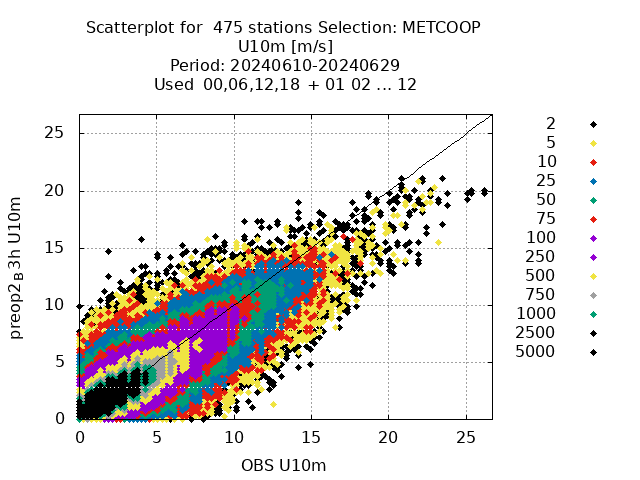 Scatterplot for  475 stations Selection: METCOOP
U10m [m/s]
Period: 20240610-20240629
Used  00,06,12,18  + 01 02 ... 12
25
20
15
10
5
0
preop2_B 3h U10m
0 5 10 15 20 25
OBS U10m
2
5
10
25
50
75
100
250
500
750
1000
2500
5000